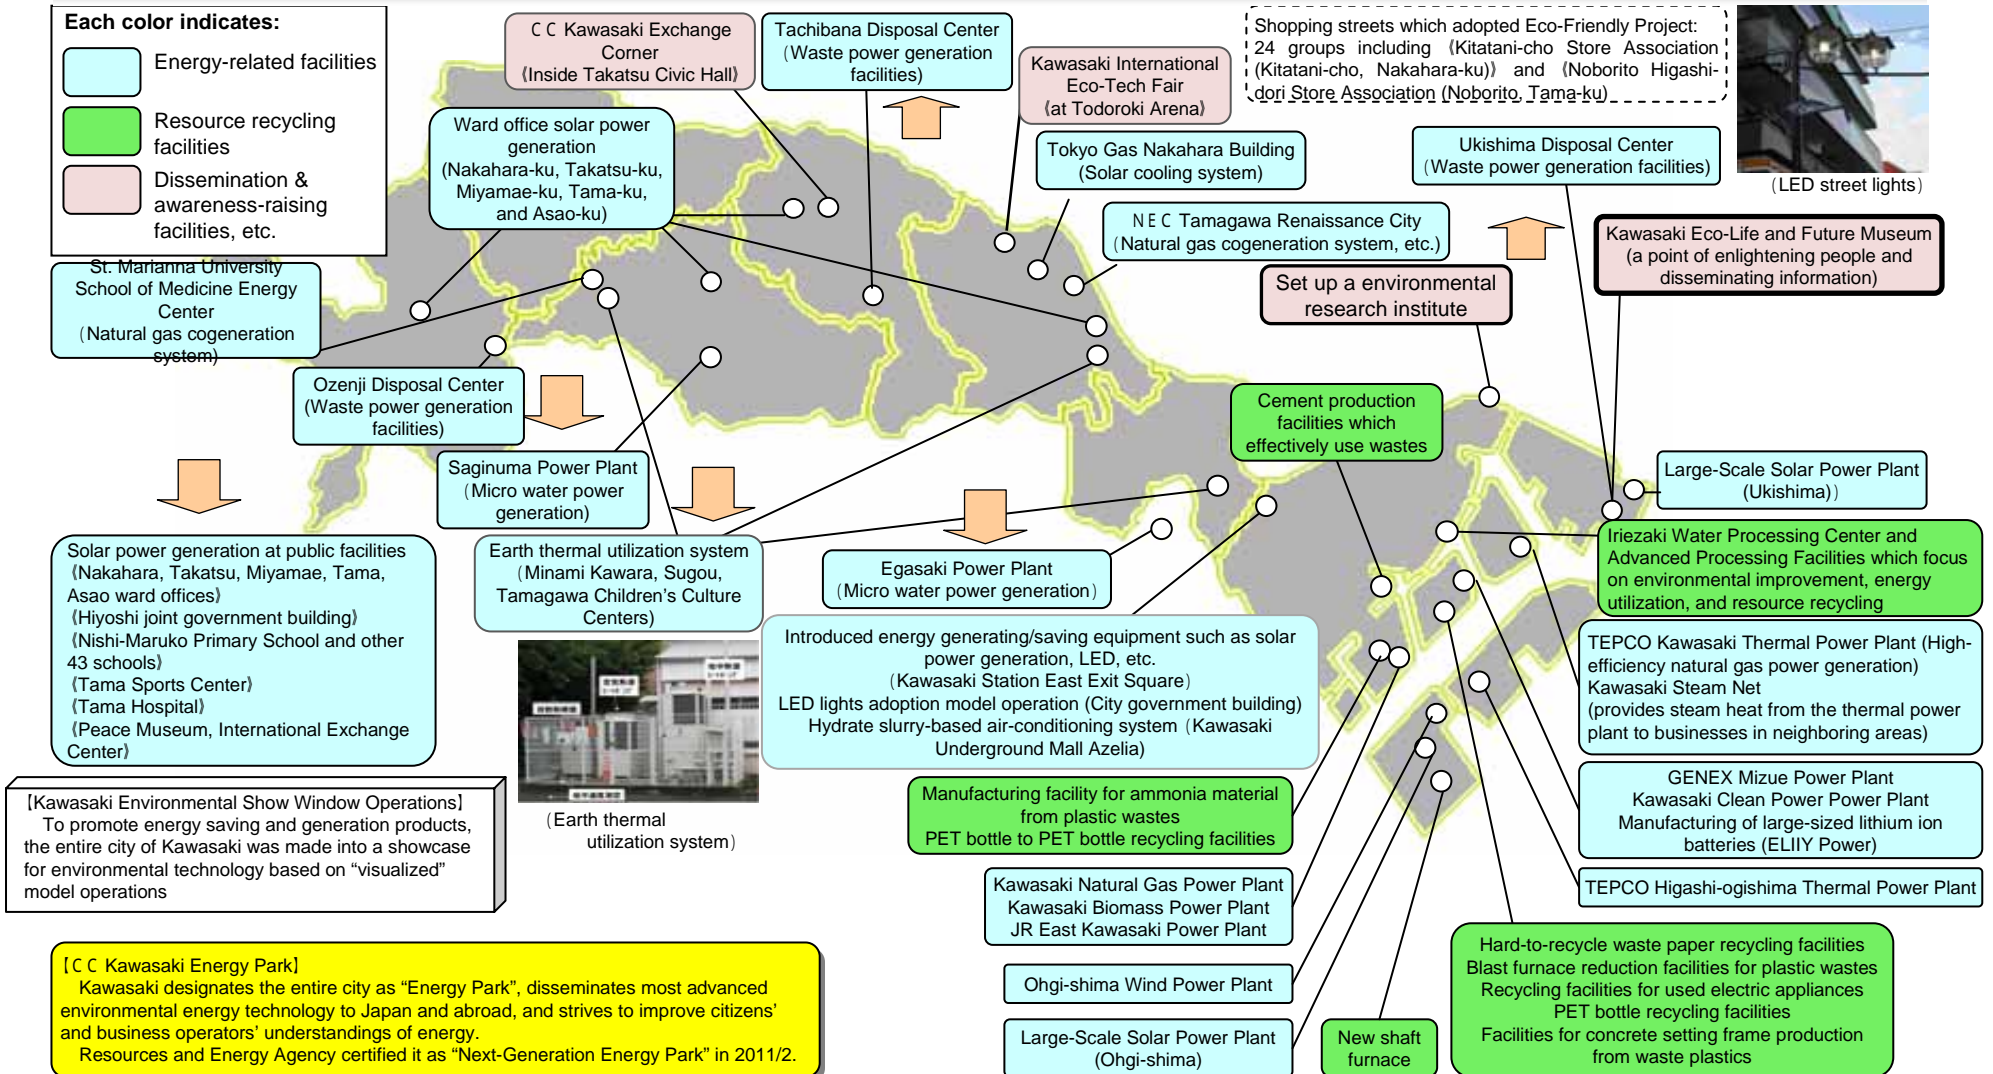 Each color indicates:
Energy-related facilities
Resource recycling
facilities
Dissemination &
awareness-raising
facilities, etc.
CC Kawasaki Exchange
Corner
(Inside Takatsu Civic Hall)
Tachibana Disposal Center
(Waste power generation
facilities)
Kawasaki International
Eco-Tech Fair
(at Todoroki Arena)
Shopping streets which adopted Eco-Friendly Project:
24 groups including (Kitatani-cho Store Association
(Kitatani-cho, Nakahara-ku)) and (Noborito Higashi-
dori Store Association (Noborito, Tama-ku)
(LED street lights)
Ward office solar power
generation
(Nakahara-ku, Takatsu-ku,
Miyamae-ku, Tama-ku,
and Asao-ku)
Tokyo Gas Nakahara Building
(Solar cooling system)
Ukishima Disposal Center
(Waste power generation facilities)
NEC Tamagawa Renaissance City
(Natural gas cogeneration system, etc.)
Kawasaki Eco-Life and Future Museum
(a point of enlightening people and
disseminating information)
Set up a environmental
research institute
St. Marianna University
School of Medicine Energy
Center
(Natural gas cogeneration
system)
Ozenji Disposal Center
(Waste power generation
facilities)
Cement production
facilities which
effectively use wastes
Saginuma Power Plant
(Micro water power
generation)
Large-Scale Solar Power Plant
(Ukishima))
Solar power generation at public facilities
(Nakahara, Takatsu, Miyamae, Tama,
Asao ward offices)
(Hiyoshi joint government building)
(Nishi-Maruko Primary School and other
43 schools)
(Tama Sports Center)
(Tama Hospital)
(Peace Museum, International Exchange
Center)
Earth thermal utilization system
(Minami Kawara, Sugou,
Tamagawa Children's Culture
Centers)
Egasaki Power Plant
(Micro water power generation)
Iriezaki Water Processing Center and
Advanced Processing Facilities which focus
on environmental improvement, energy
utilization, and resource recycling
Introduced energy generating/saving equipment such as solar
power generation, LED, etc.
(Kawasaki Station East Exit Square)
LED lights adoption model operation (City government building)
Hydrate slurry-based air-conditioning system (Kawasaki
Underground Mall Azelia)
TEPCO Kawasaki Thermal Power Plant (High-
efficiency natural gas power generation)
Kawasaki Steam Net
(provides steam heat from the thermal power
plant to businesses in neighboring areas)
(Earth thermal
utilization system)
[Kawasaki Environmental Show Window Operations]
To promote energy saving and generation products,
the entire city of Kawasaki was made into a showcase
for environmental technology based on “visualized”
model operations
Manufacturing facility for ammonia material
from plastic wastes
PET bottle to PET bottle recycling facilities
GENEX Mizue Power Plant
Kawasaki Clean Power Power Plant
Manufacturing of large-sized lithium ion
batteries (ELIIY Power)
Kawasaki Natural Gas Power Plant
Kawasaki Biomass Power Plant
JR East Kawasaki Power Plant
TEPCO Higashi-ogishima Thermal Power Plant
[CC Kawasaki Energy Park]
Kawasaki designates the entire city as “Energy Park”, disseminates most advanced
environmental energy technology to Japan and abroad, and strives to improve citizens’
and business operators’ understandings of energy.
Resources and Energy Agency certified it as “Next-Generation Energy Park” in 2011/2.
Ohgi-shima Wind Power Plant
Large-Scale Solar Power Plant
(Ohgi-shima)
New shaft
furnace
Hard-to-recycle waste paper recycling facilities
Blast furnace reduction facilities for plastic wastes
Recycling facilities for used electric appliances
PET bottle recycling facilities
Facilities for concrete setting frame production
from waste plastics